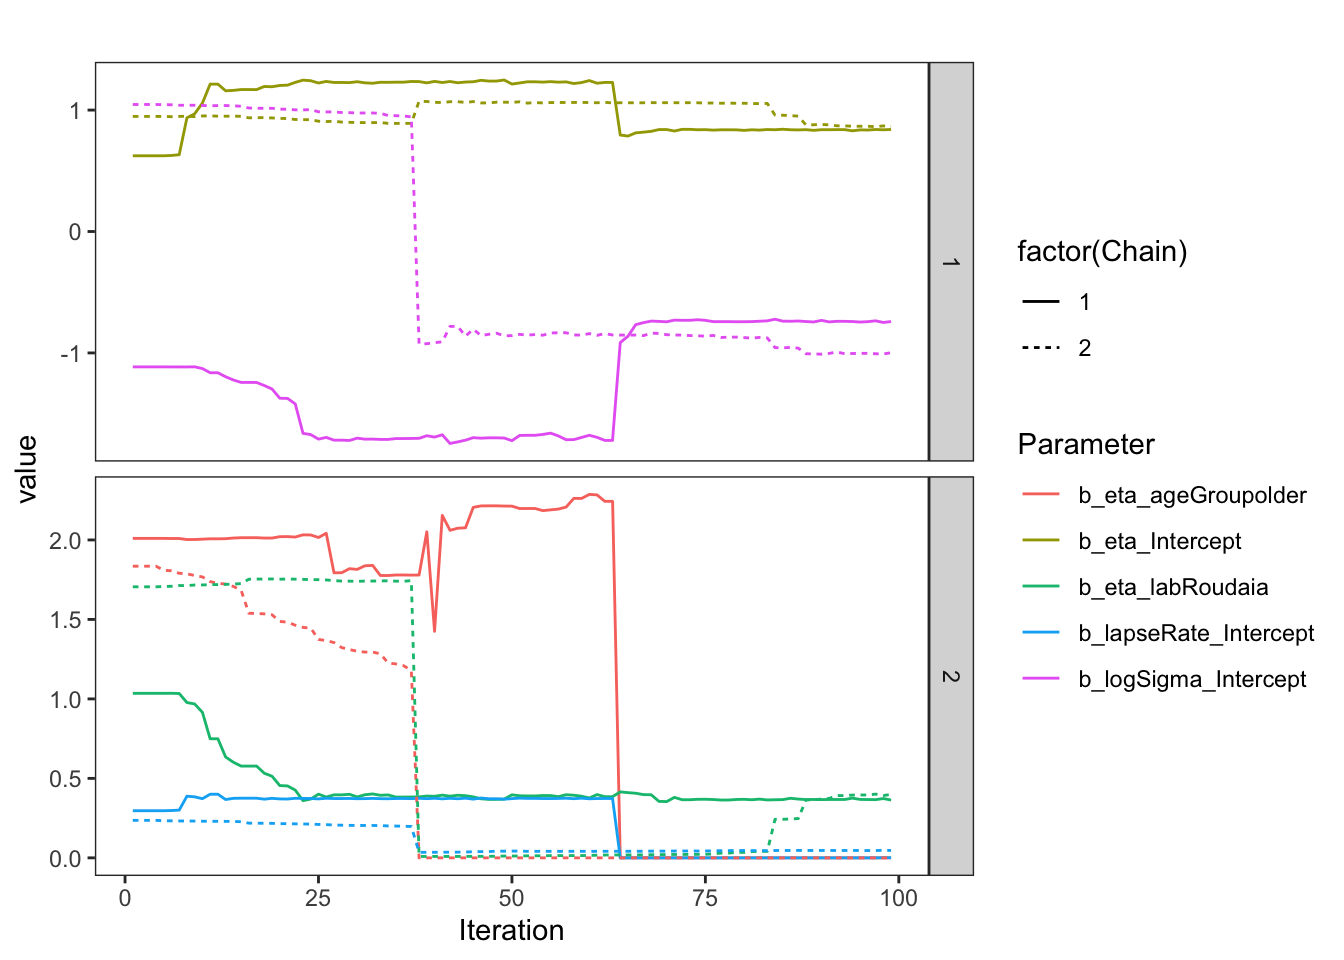 value
1
0
-1
1
2.0
1.5
1.0
0.5
0.0
2
0
25
50
75
100
Iteration
factor(Chain)
1
2
Parameter
b_eta_ageGroupolder
b_eta_Intercept
b_eta_labRoudaia
b_lapseRate_Intercept
b_logSigma_Intercept